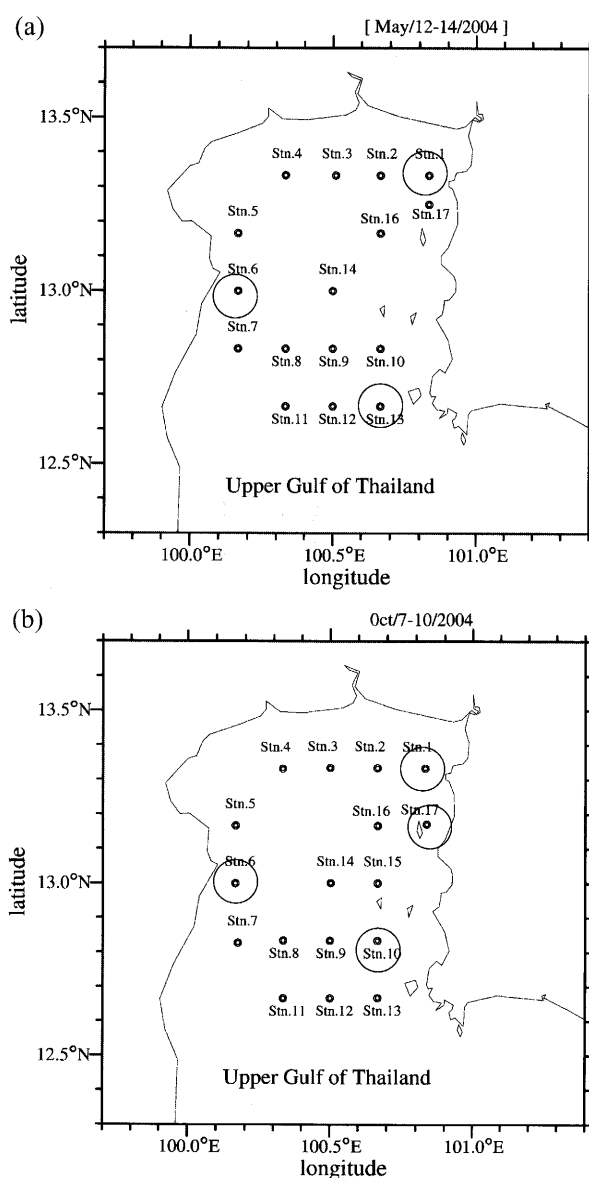 (a)
[ May/12-14/2004 ]
13.5°N
Stn.4 Stn.3 Stn.2 Stn.1
Stn.17
Stn.5 Stn.16
latitude
13.0°N
Stn.6 Stn.14
Stn.7
Stn.8 Stn.9 Stn.10
Stn.11 Stn.12 Stn.13
12.5°N
Upper Gulf of Thailand
100.0°E 100.5°E 101.0°E
longitude
(b)
0ct/7-10/2004
13.5°N
Stn.4 Stn.3 Stn.2 Stn.1
Stn.5 Stn.16 Stn.17
latitude
13.0°N
Stn.6 Stn.14 Stn.15
Stn.7
Stn.8 Stn.9 Stn.10
Stn.11 Stn.12 Stn.13
12.5°N
Upper Gulf of Thailand
100.0°E 100.5°E 101.0°E
longitude